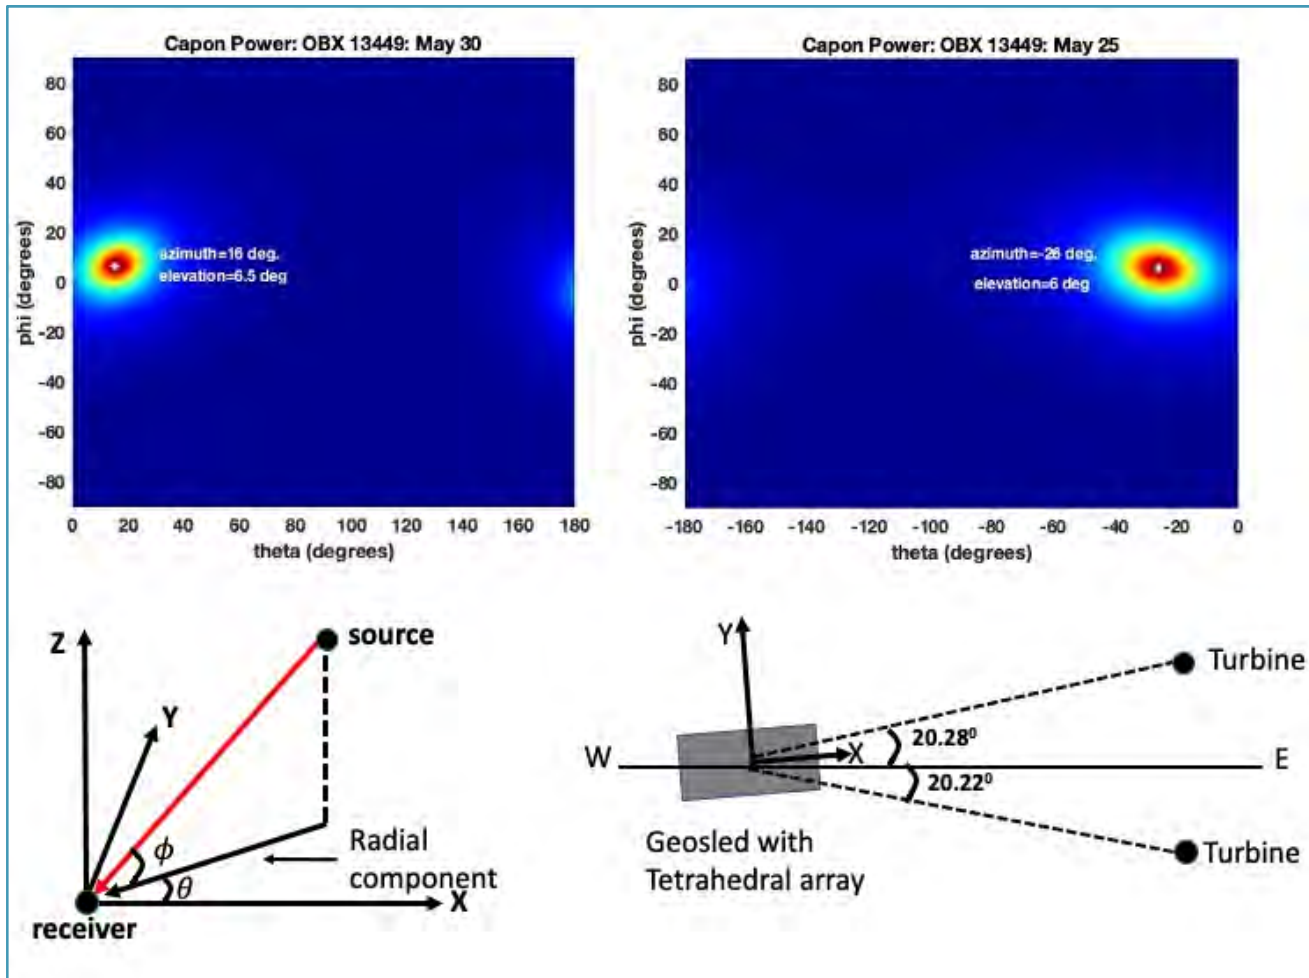 Capon Power: OBX 13449: May 30
80
60
40
20
0
-20
-40
-60
-80
phi (degrees)
azimuth=16 deg.
elevation=6.5 deg
0 20 40 60 80 100 120 140 160 180
theta (degrees)
Capon Power: OBX 13449: May 25
80
60
40
20
0
-20
-40
-60
-80
phi (degrees)
azimuth=-26 deg.
elevation=6 deg
-180 -160 -140 -120 -100 -80 -60 -40 -20 0
theta (degrees)
Z
source
Y
ϕ
θ
Radial
component
X
receiver
Y
Turbine
W
X
20.28⁰
E
20.22⁰
Geosled with
Tetrahedral array
Turbine